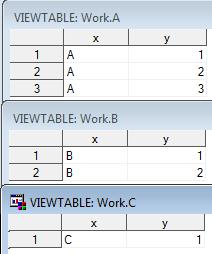 VIEWTABLE: Work.A
x y
1 A 1
2 A 2
3 A 3
VIEWTABLE: Work.B
x y
1 B 1
2 B 2
VIEWTABLE: Work.C
x y
1 C 1